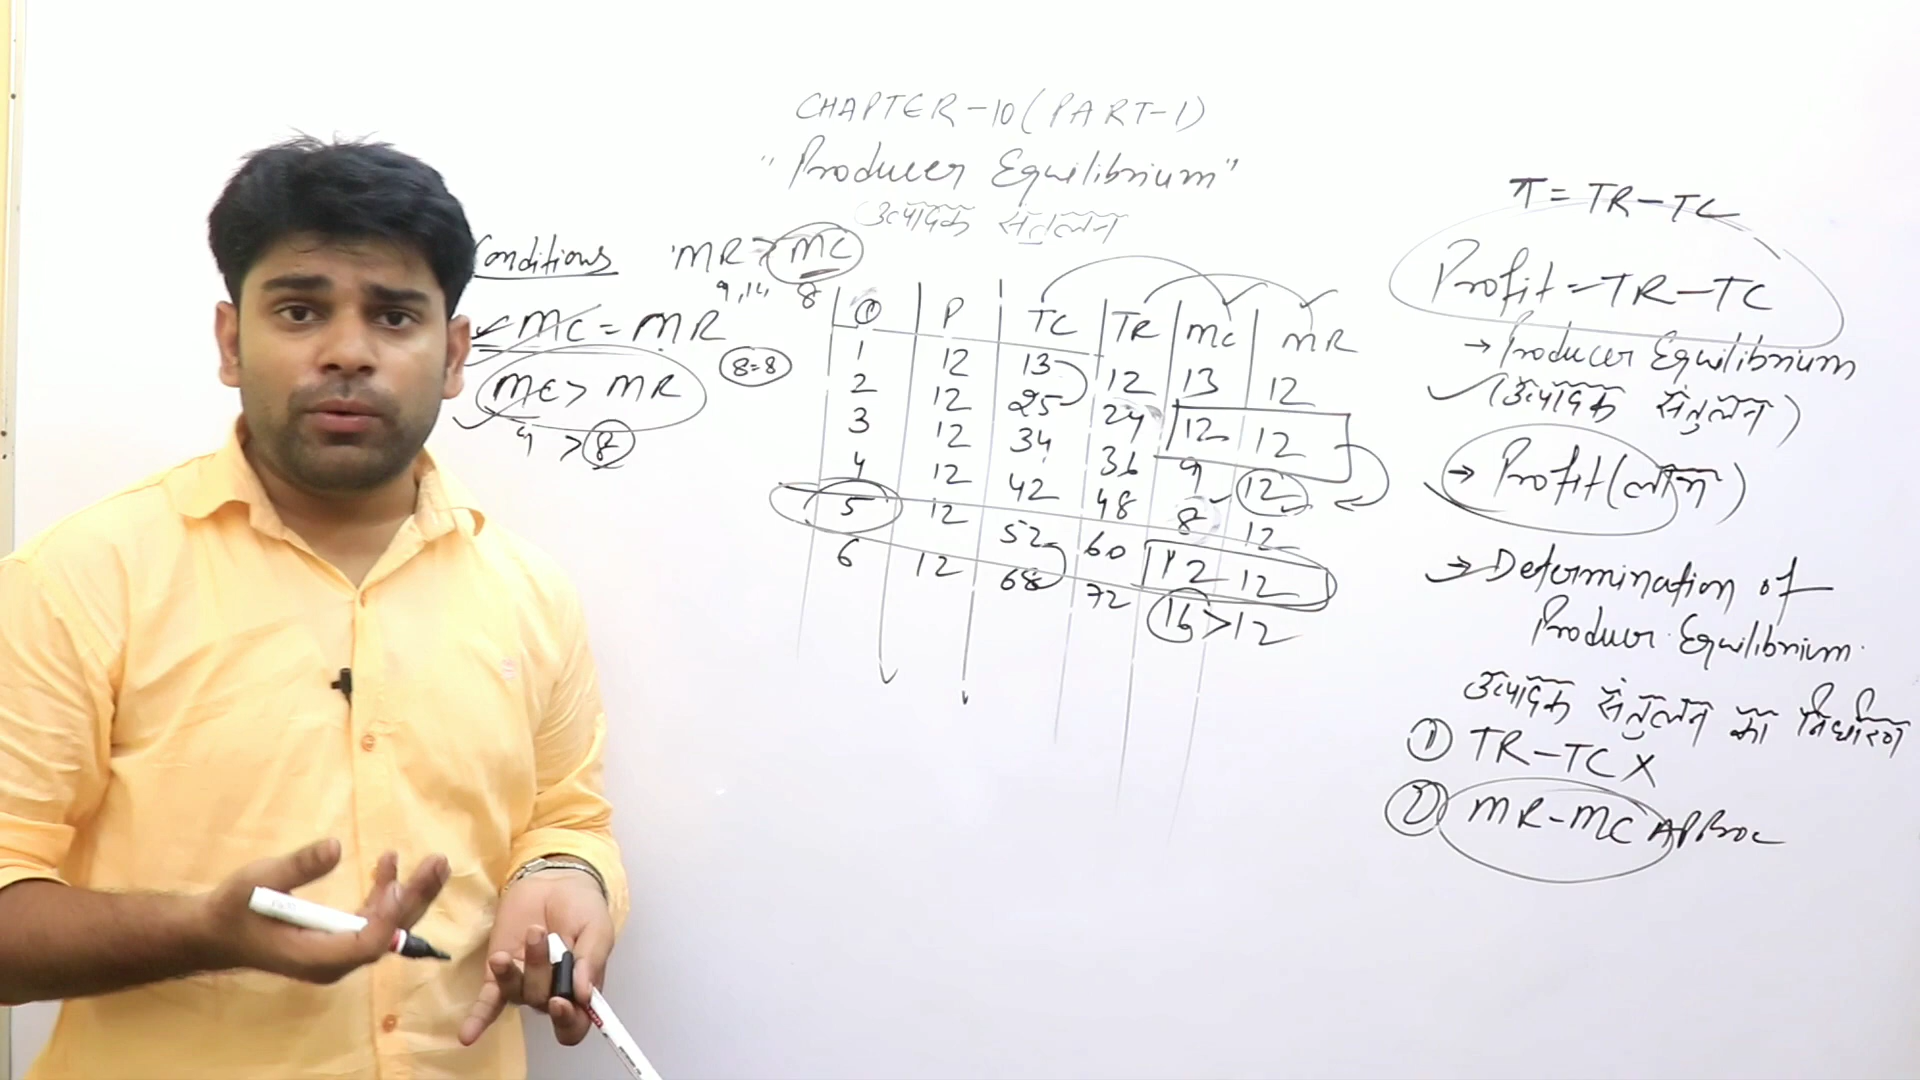 CHAPTER-10 (PART-1)
"Producer Equilibrium"
उत्पादक संतुलन
Conditions
MR > MC
8
MC = MR
8=8
MC > MR
9 > 8
Q P TC TR MC MR
1 12 13 12 13 12
2 12 25 24 12 12
3 12 34 36 9 12
4 12 42 48 8 12
5 12 52 60 12 12
6 12 68 72 16 > 12
π = TR - TC
Profit = TR - TC
→ Producer Equilibrium
(उत्पादक संतुलन)
→ Profit (लाभ)
→ Determination of
Producer Equilibrium.
उत्पादक संतुलन का निर्धारण
① TR - TC X
② MR - MC